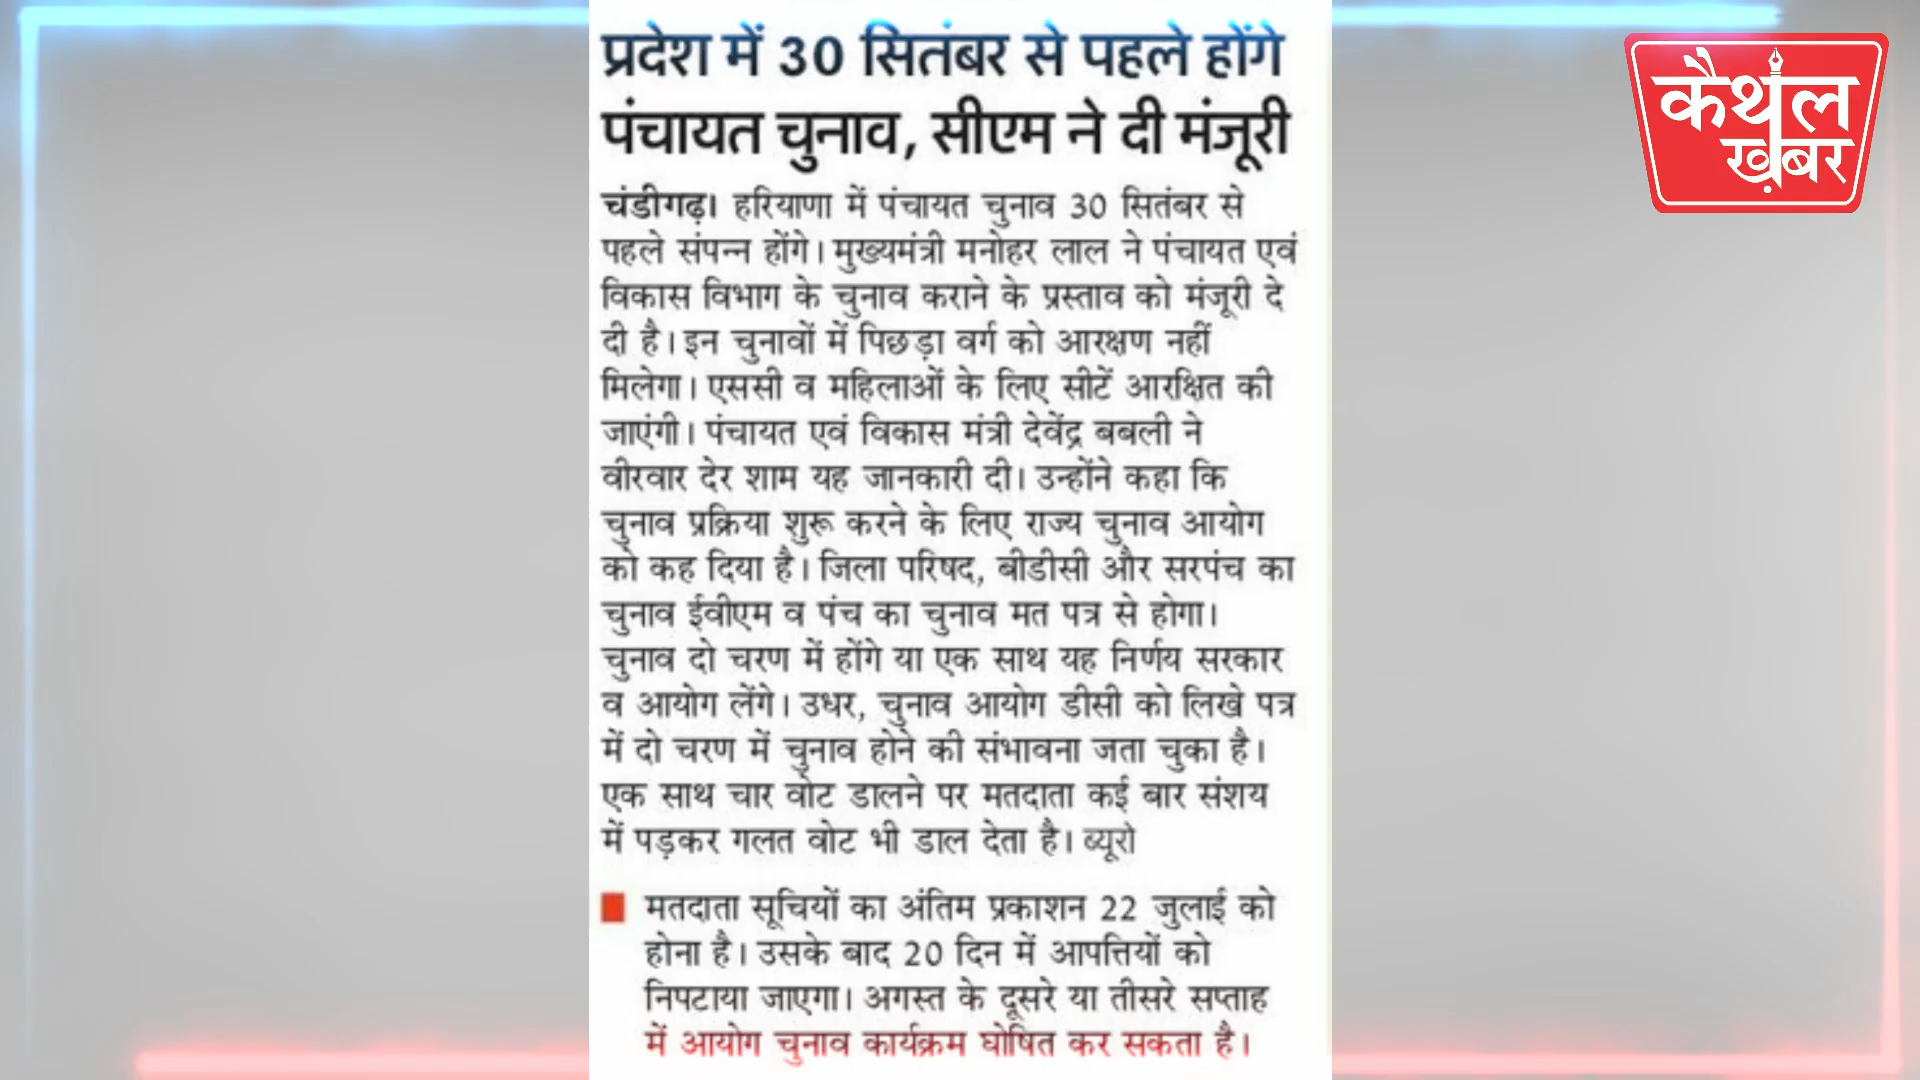 प्रदेश में 30 सितंबर से पहले होंगे
पंचायत चुनाव, सीएम ने दी मंजूरी
चंडीगढ़। हरियाणा में पंचायत चुनाव 30 सितंबर से
पहले संपन्न होंगे। मुख्यमंत्री मनोहर लाल ने पंचायत एवं
विकास विभाग के चुनाव कराने के प्रस्ताव को मंजूरी दे
दी है। इन चुनावों में पिछड़ा वर्ग को आरक्षण नहीं
मिलेगा। एससी व महिलाओं के लिए सीटें आरक्षित की
जाएंगी। पंचायत एवं विकास मंत्री देवेंद्र बबली ने
वीरवार देर शाम यह जानकारी दी। उन्होंने कहा कि
चुनाव प्रक्रिया शुरू करने के लिए राज्य चुनाव आयोग
को कह दिया है। जिला परिषद, बीडीसी और सरपंच का
चुनाव ईवीएम व पंच का चुनाव मत पत्र से होगा।
चुनाव दो चरण में होंगे या एक साथ यह निर्णय सरकार
व आयोग लेंगे। उधर, चुनाव आयोग डीसी को लिखे पत्र
में दो चरण में चुनाव होने की संभावना जता चुका है।
एक साथ चार वोट डालने पर मतदाता कई बार संशय
में पड़कर गलत वोट भी डाल देता है। ब्यूरो
मतदाता सूचियों का अंतिम प्रकाशन 22 जुलाई को
होना है। उसके बाद 20 दिन में आपत्तियों को
निपटाया जाएगा। अगस्त के दूसरे या तीसरे सप्ताह
में आयोग चुनाव कार्यक्रम घोषित कर सकता है।
कैथल
ख़बर